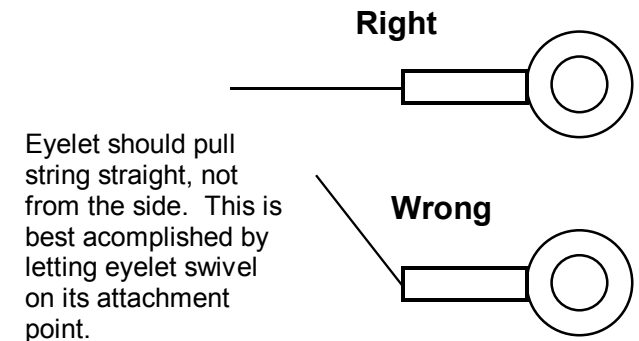 Right
Eyelet should pull
string straight, not
from the side.  This is
best acomplished by
letting eyelet swivel
on its attachment
point.
Wrong